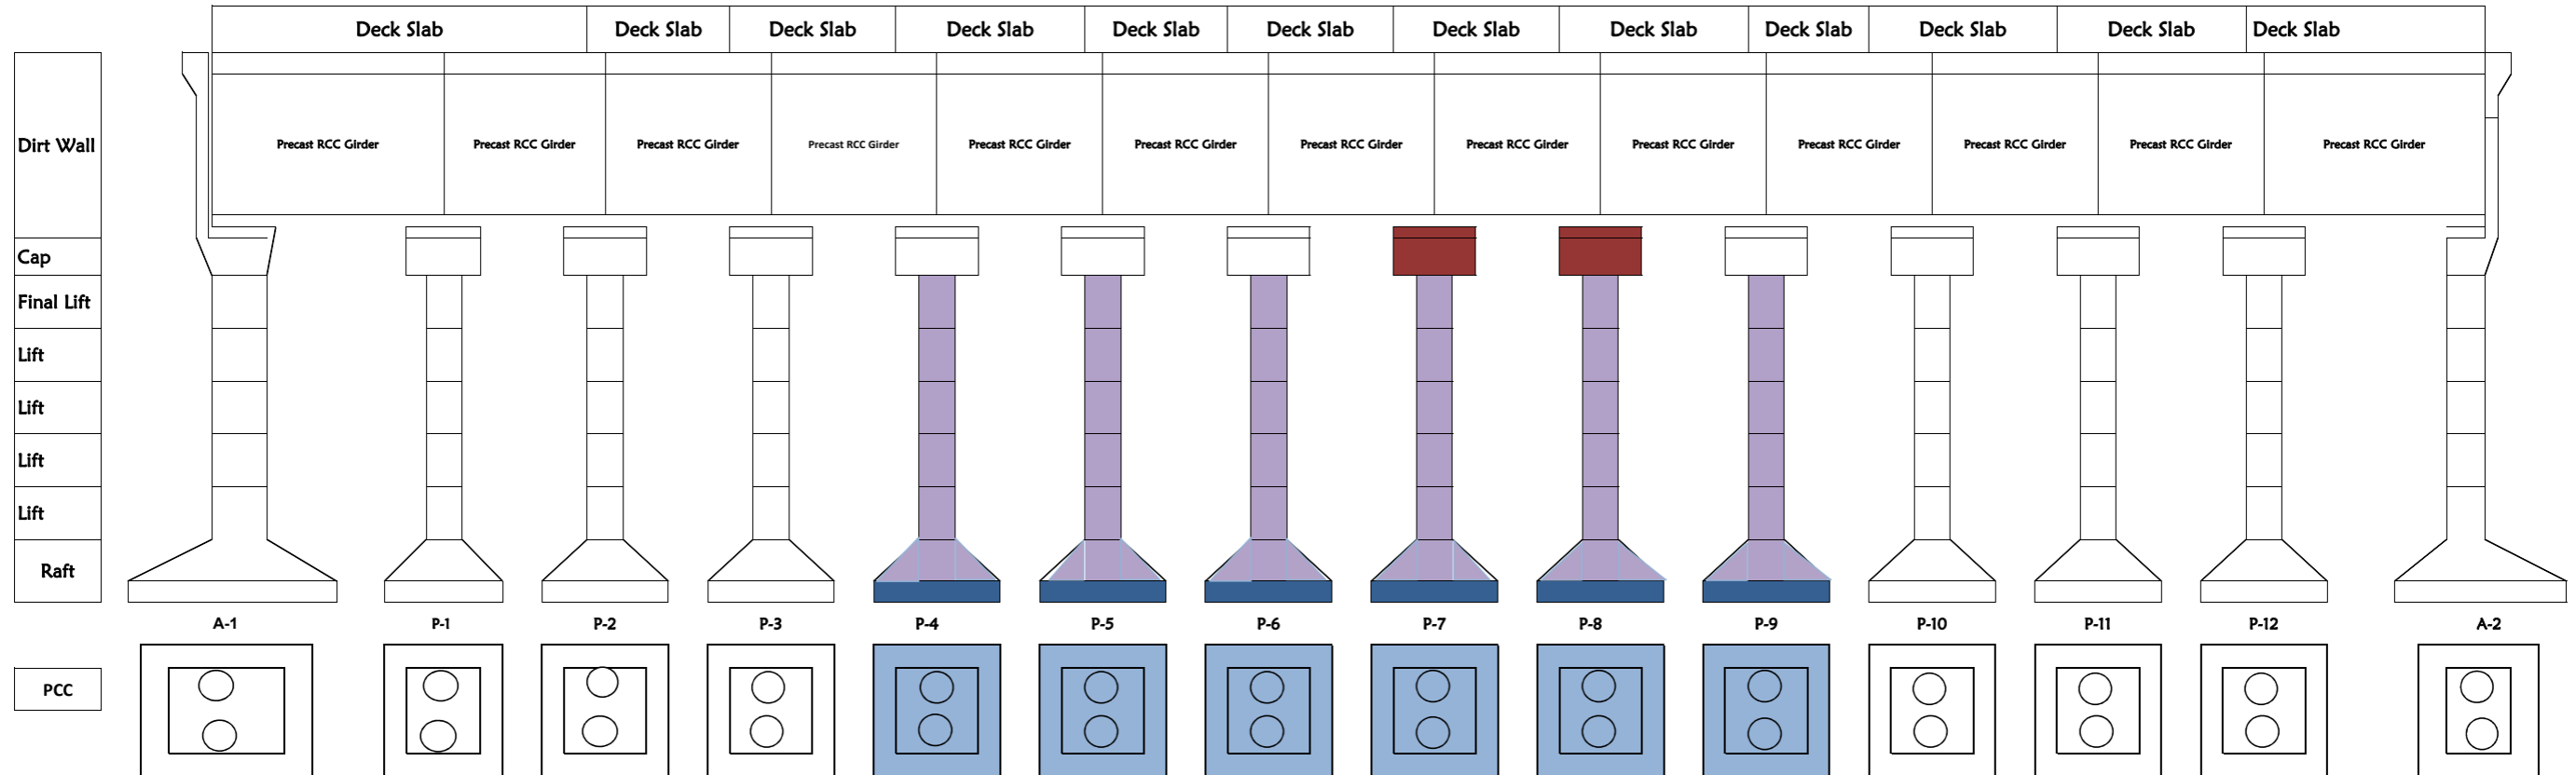 Deck Slab Deck Slab Deck Slab Deck Slab Deck Slab Deck Slab Deck Slab Deck Slab Deck Slab Deck Slab Deck Slab Deck Slab
Dirt Wall Precast RCC Girder Precast RCC Girder Precast RCC Girder Precast RCC Girder Precast RCC Girder Precast RCC Girder Precast RCC Girder Precast RCC Girder Precast RCC Girder Precast RCC Girder Precast RCC Girder Precast RCC Girder Precast RCC Girder
Cap
Final Lift
Lift
Lift
Lift
Lift
Raft
A-1 P-1 P-2 P-3 P-4 P-5 P-6 P-7 P-8 P-9 P-10 P-11 P-12 A-2
PCC